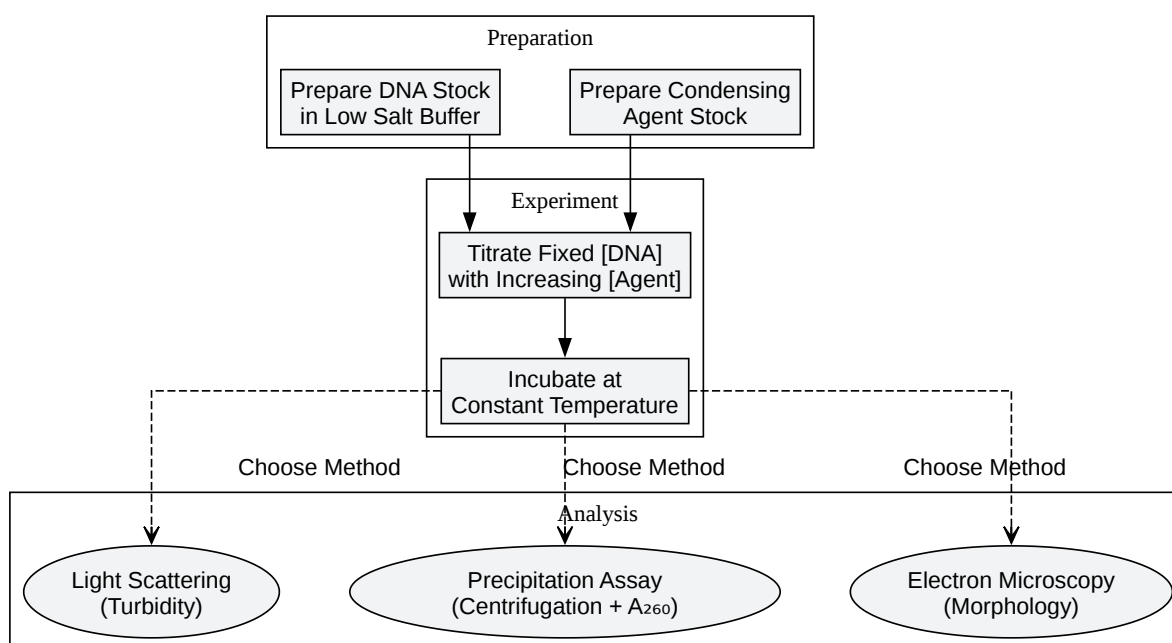 Preparation
Prepare DNA Stock
in Low Salt Buffer
Prepare Condensing
Agent Stock
Experiment
Titrate Fixed [DNA]
with Increasing [Agent]
Incubate at
Constant Temperature
Choose Method
Choose Method
Choose Method
Analysis
Light Scattering
(Turbidity)
Precipitation Assay
(Centrifugation + A₂₆₀)
Electron Microscopy
(Morphology)